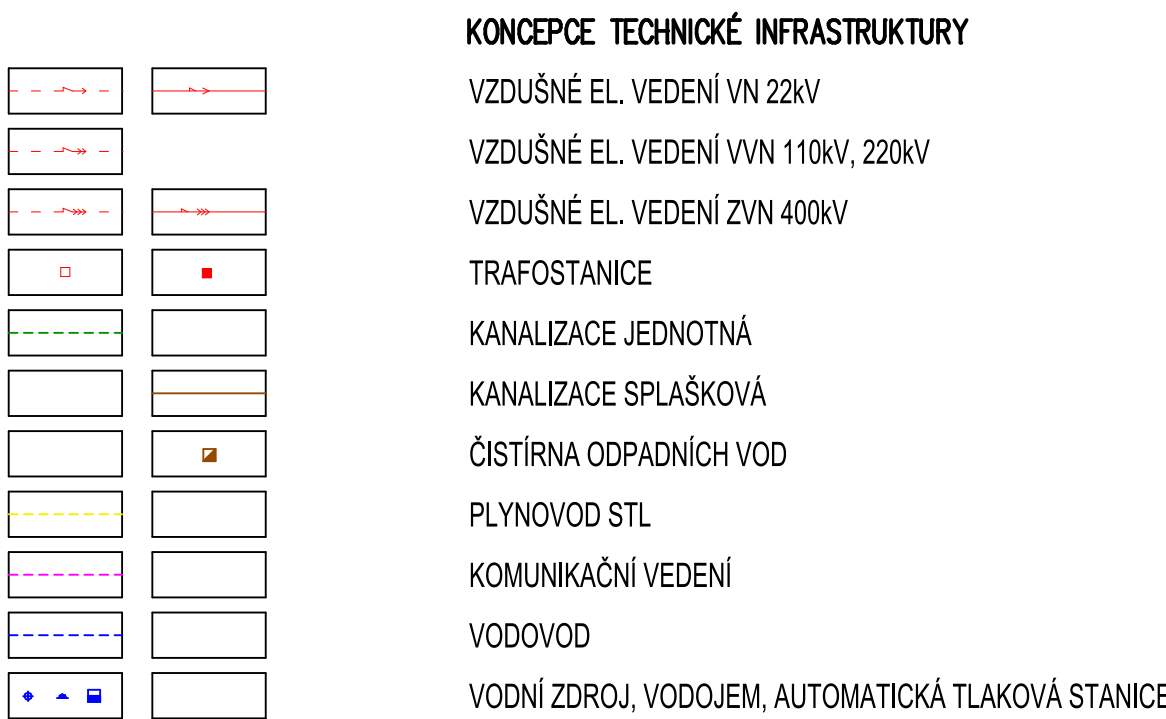 KONCEPCE TECHNICKÉ INFRASTRUKTURY
VZDUŠNÉ EL. VEDENÍ VN 22kV
VZDUŠNÉ EL. VEDENÍ VVN 110kV, 220kV
VZDUŠNÉ EL. VEDENÍ ZVN 400kV
TRAFOSTANICE
KANALIZACE JEDNOTNÁ
KANALIZACE SPLAŠKOVÁ
ČISTÍRNA ODPADNÍCH VOD
PLYNOVOD STL
KOMUNIKAČNÍ VEDENÍ
VODOVOD
VODNÍ ZDROJ, VODOJEM, AUTOMATICKÁ TLAKOVÁ STANICE